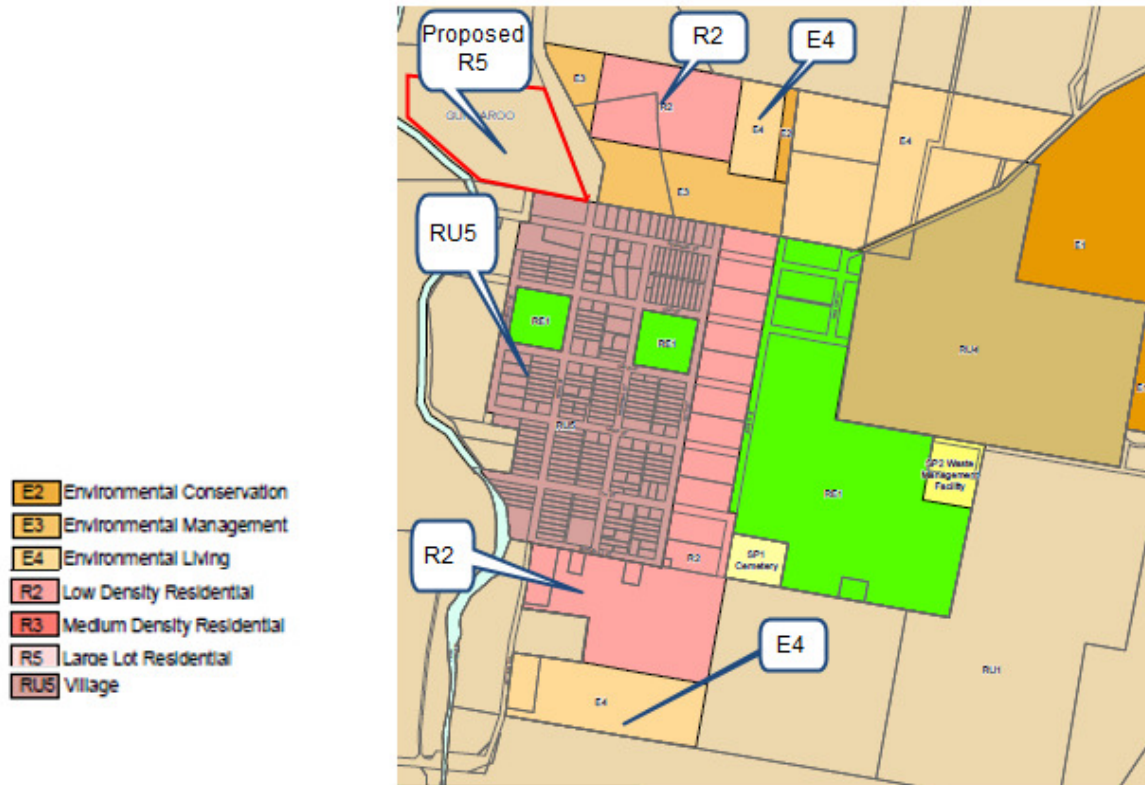 Proposed
R5
R2
E4
E3
R2
E4
E2
E4
E3
RU5
E1
RE1
RE1
RU4
RU5
RE1
SP2 Waste
Management
Facility
R2
R2
SP1
Cemetery
E4
E4
RU1
E2 Environmental Conservation
E3 Environmental Management
E4 Environmental Living
R2 Low Density Residential
R3 Medium Density Residential
R5 Large Lot Residential
RU5 Village